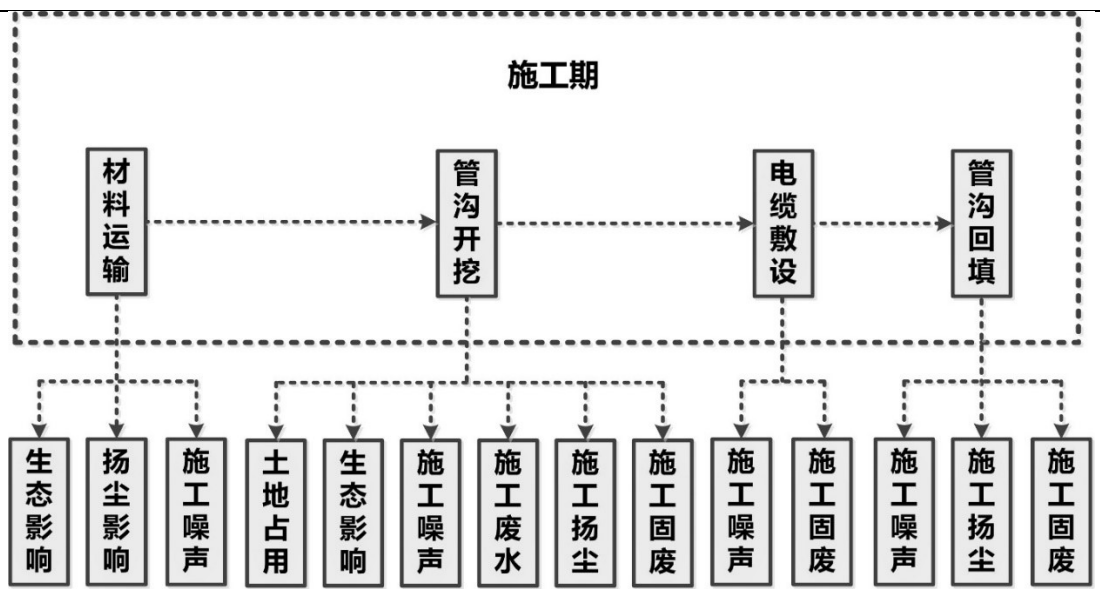 施工期
材料运输
管沟开挖
电缆敷设
管沟回填
生态影响
扬尘影响
施工噪声
土地占用
生态影响
施工噪声
施工废水
施工扬尘
施工固废
施工噪声
施工固废
施工噪声
施工扬尘
施工固废